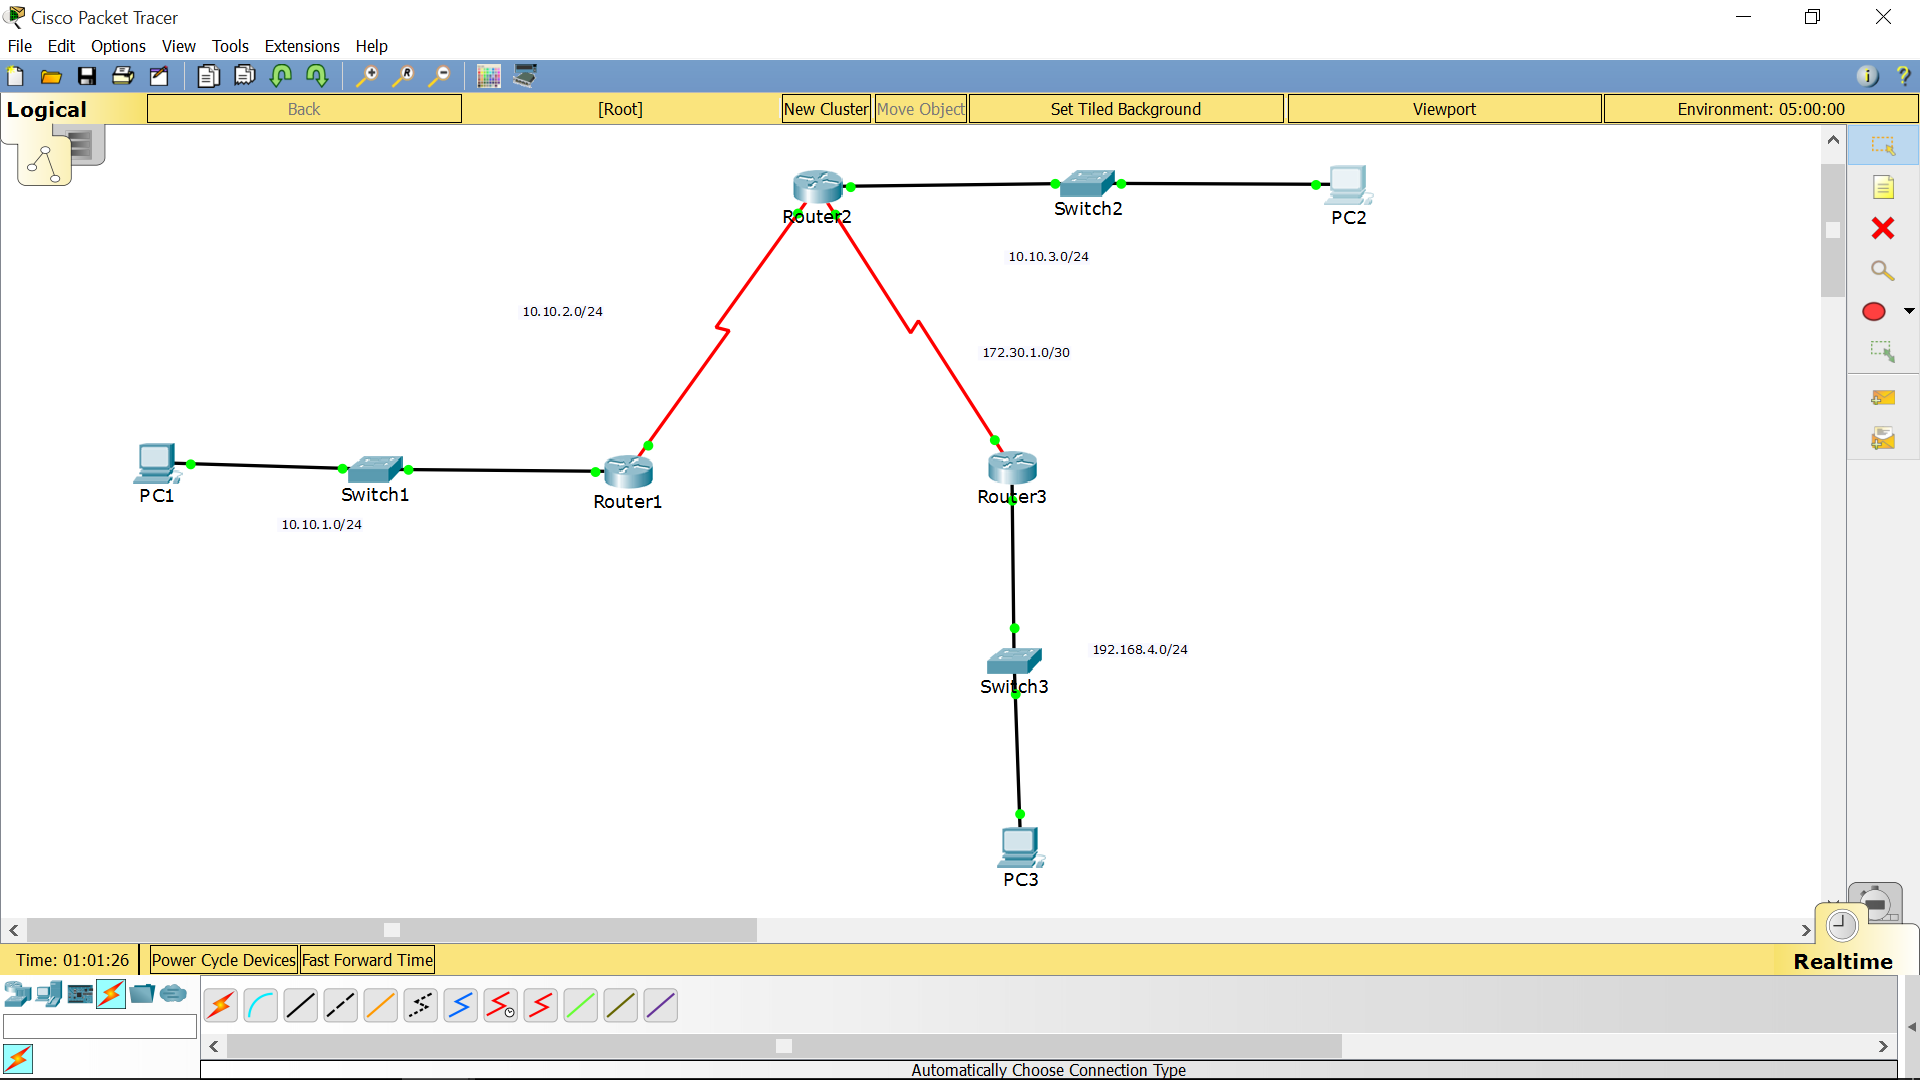 Cisco Packet Tracer
File Edit Options View Tools Extensions Help
Logical Back [Root] New Cluster Move Object Set Tiled Background Viewport Environment: 05:00:00
Router2
Switch2
PC2
10.10.3.0/24
10.10.2.0/24
172.30.1.0/30
PC1
Switch1
Router1
Router3
10.10.1.0/24
192.168.4.0/24
Switch3
PC3
Time: 01:01:26 Power Cycle Devices Fast Forward Time Realtime
Automatically Choose Connection Type